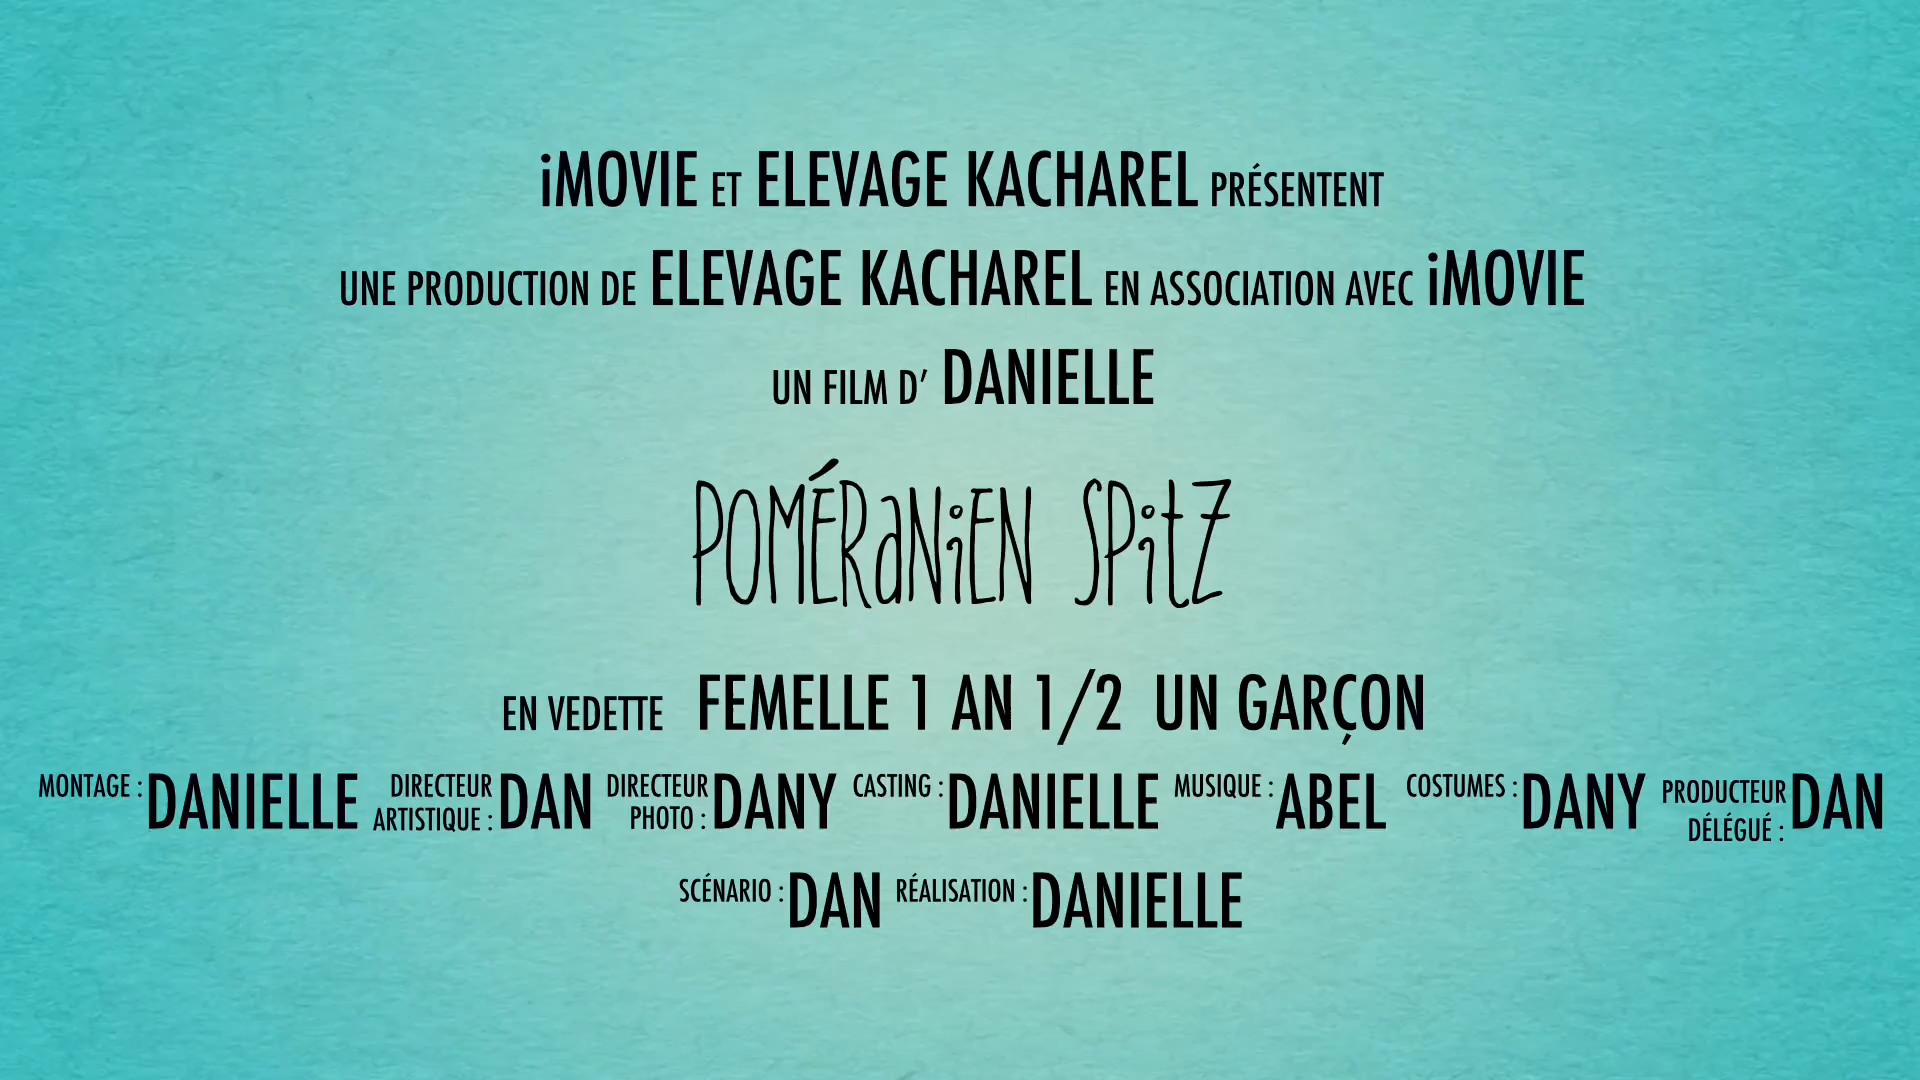 iMOVIE ET ELEVAGE KACHAREL PRÉSENTENT
UNE PRODUCTION DE ELEVAGE KACHAREL EN ASSOCIATION AVEC iMOVIE
UN FILM D’ DANIELLE
POMÉRaNiEN SPitZ
EN VEDETTE FEMELLE 1 AN 1/2 UN GARÇON
MONTAGE : DANIELLE DIRECTEUR ARTISTIQUE : DAN DIRECTEUR PHOTO : DANY CASTING : DANIELLE MUSIQUE : ABEL COSTUMES : DANY PRODUCTEUR DÉLÉGUÉ : DAN
SCÉNARIO : DAN RÉALISATION : DANIELLE